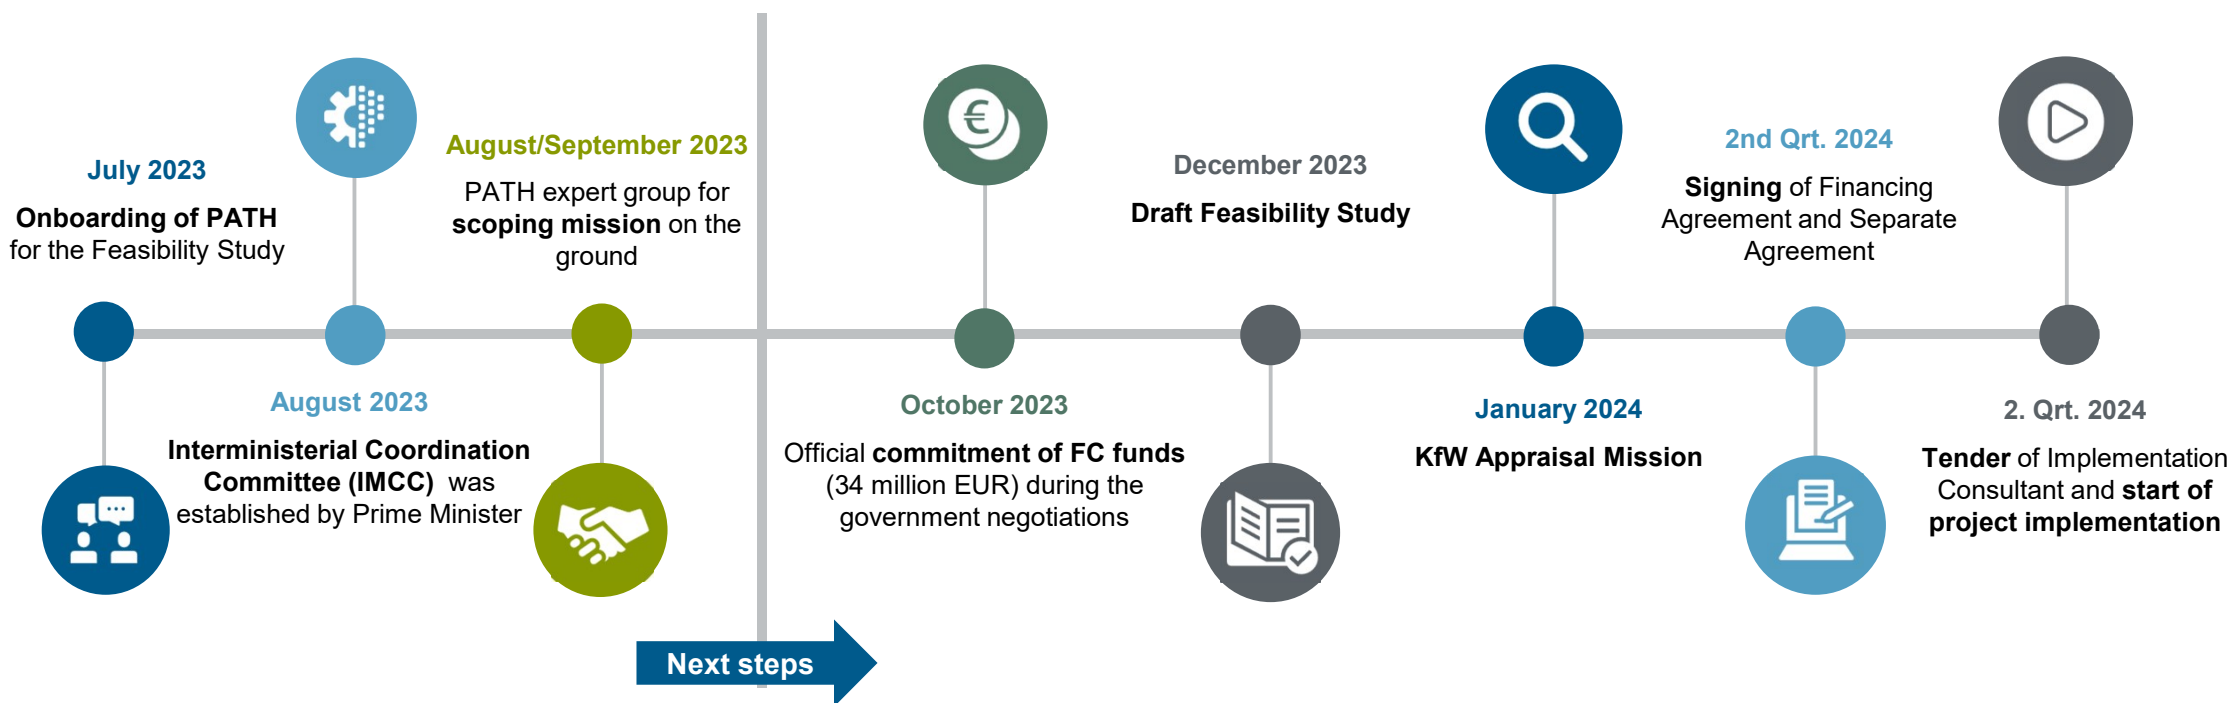 July 2023
Onboarding of PATH
for the Feasibility Study
August 2023
Interministerial Coordination
Committee (IMCC) was
established by Prime Minister
August/September 2023
PATH expert group for
scoping mission on the
ground
Next steps
€
October 2023
Official commitment of FC funds
(34 million EUR) during the
government negotiations
December 2023
Draft Feasibility Study
January 2024
KfW Appraisal Mission
2nd Qrt. 2024
Signing of Financing
Agreement and Separate
Agreement
2. Qrt. 2024
Tender of Implementation
Consultant and start of
project implementation